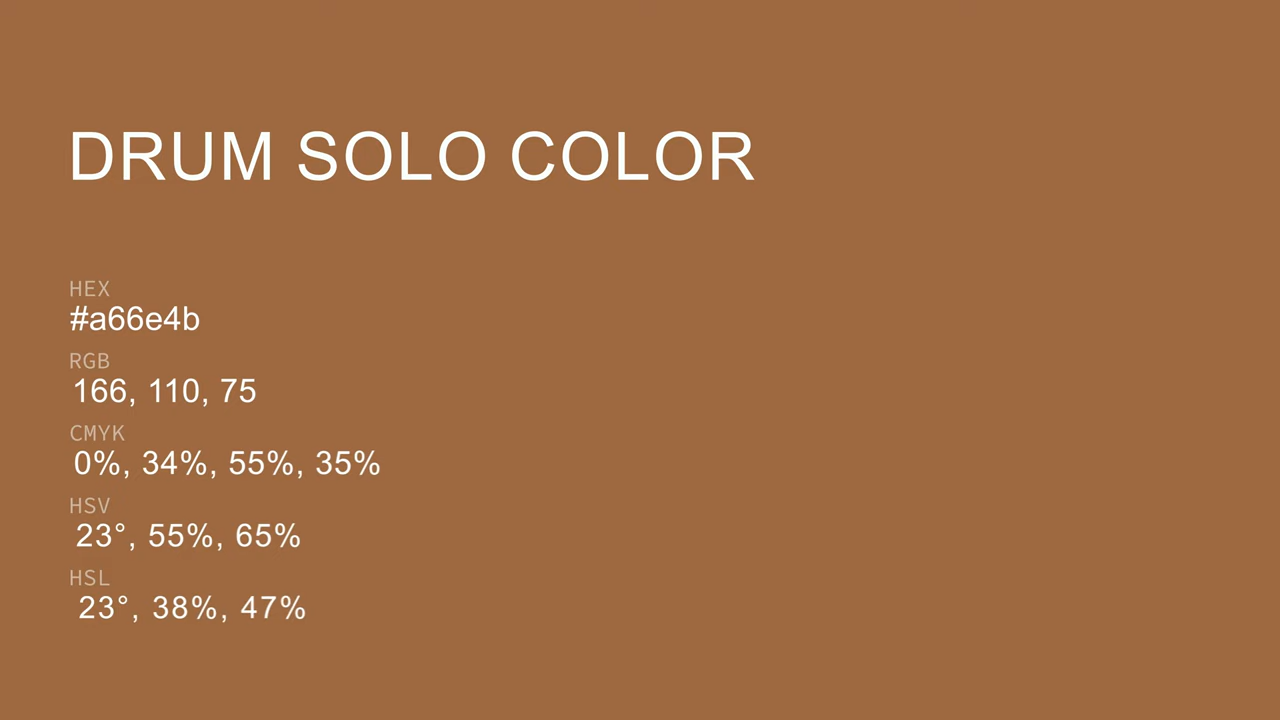 DRUM SOLO COLOR
HEX
#a66e4b
RGB
166, 110, 75
CMYK
0%, 34%, 55%, 35%
HSV
23°, 55%, 65%
HSL
23°, 38%, 47%